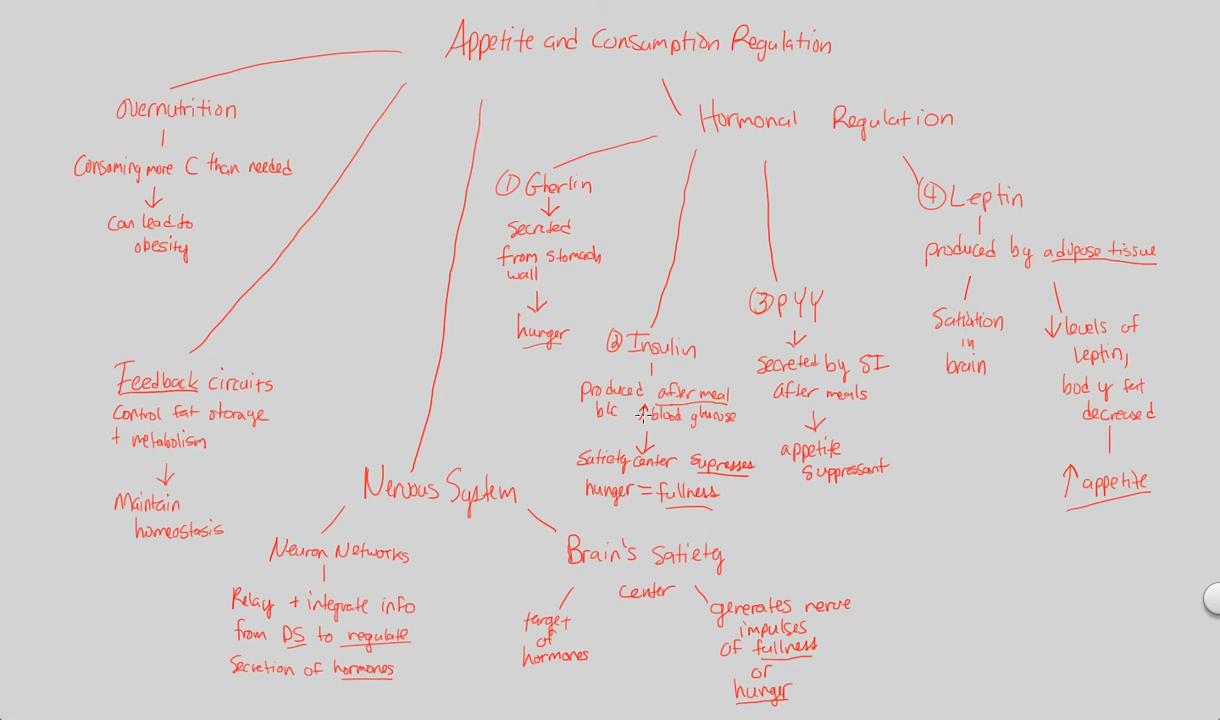 Appetite and Consumption Regulation
Overnutrition
Consuming more C than needed
Can lead to
obesity
Feedback circuits
Control fat storage
+ metabolism
Maintain
homeostasis
Nervous System
Neuron Networks
Relay + integrate info
from DS to regulate
Secretion of hormones
Brain's Satiety
center
target
of
hormones
generates nerve
impulses
of fullness
or
hunger
Hormonal Regulation
① Gherlin
Secreted
from stomach
wall
hunger
② Insulin
Produced after meal
b/c ↑ blood glucose
Satiety center supresses
hunger = fullness
③ PYY
Secreted by SI
after meals
appetite
suppressant
④ Leptin
produced by adipose tissue
Satiation
in
brain
↓ levels of
leptin,
body fat
decreased
↑ appetite